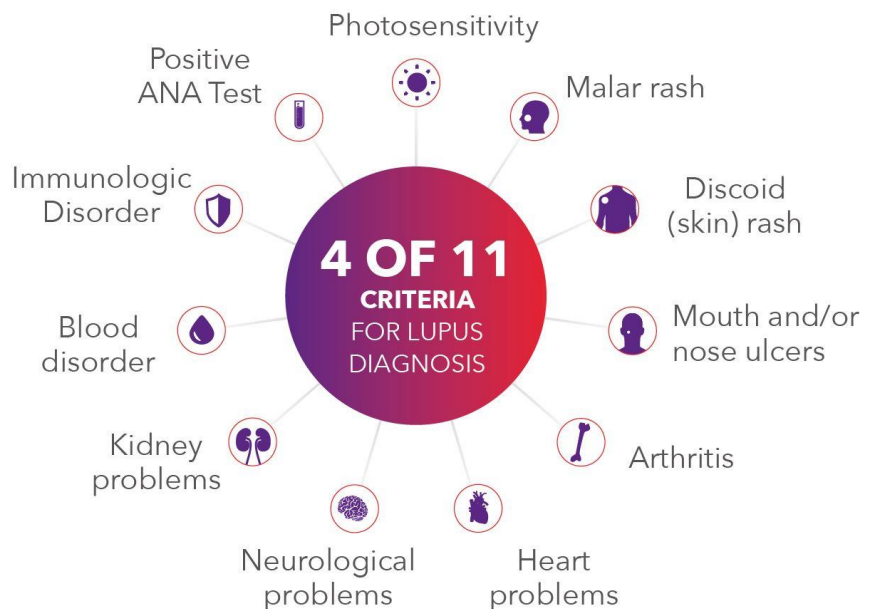 Photosensitivity
Malar rash
Discoid
(skin) rash
Mouth and/or
nose ulcers
Arthritis
Heart
problems
Neurological
problems
Kidney
problems
Blood
disorder
Immunologic
Disorder
Positive
ANA Test
4 OF 11
CRITERIA
FOR LUPUS
DIAGNOSIS